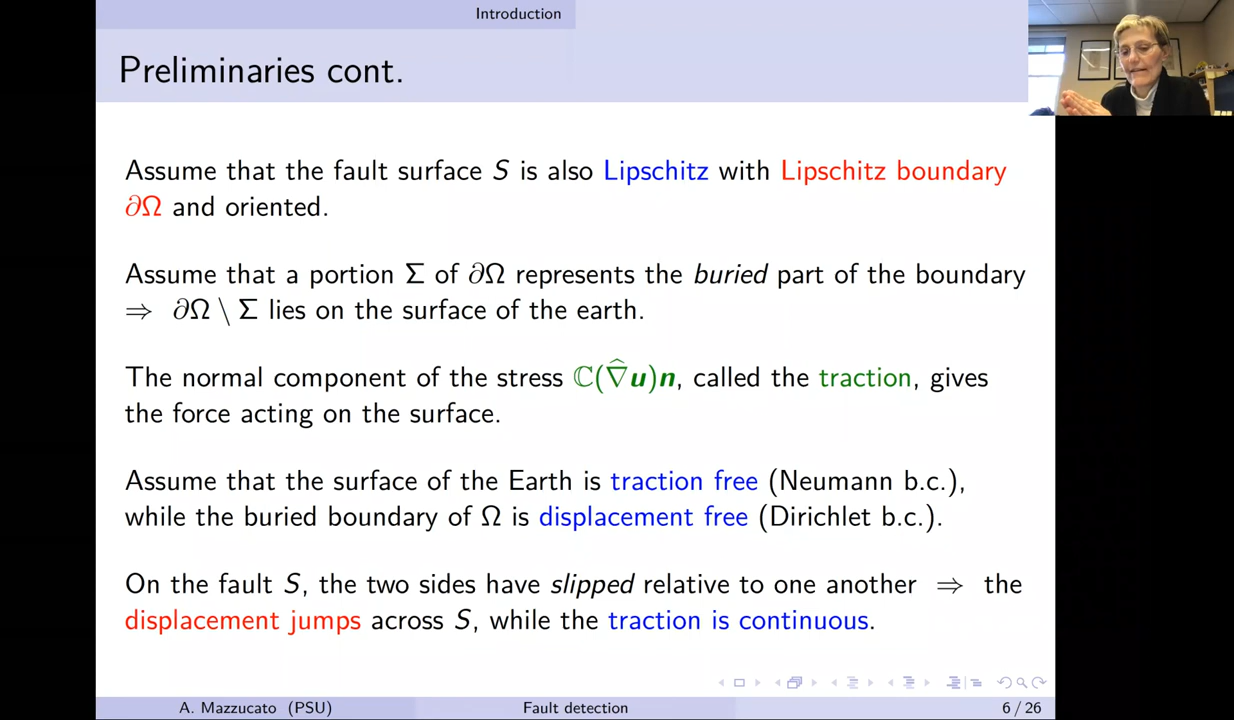 Introduction
Preliminaries cont.
Assume that the fault surface S is also Lipschitz with Lipschitz boundary
∂Ω and oriented.
Assume that a portion Σ of ∂Ω represents the buried part of the boundary
⇒ ∂Ω \ Σ lies on the surface of the earth.
The normal component of the stress ℂ(∇̂u)n, called the traction, gives
the force acting on the surface.
Assume that the surface of the Earth is traction free (Neumann b.c.),
while the buried boundary of Ω is displacement free (Dirichlet b.c.).
On the fault S, the two sides have slipped relative to one another ⇒ the
displacement jumps across S, while the traction is continuous.
A. Mazzucato (PSU) Fault detection 6 / 26